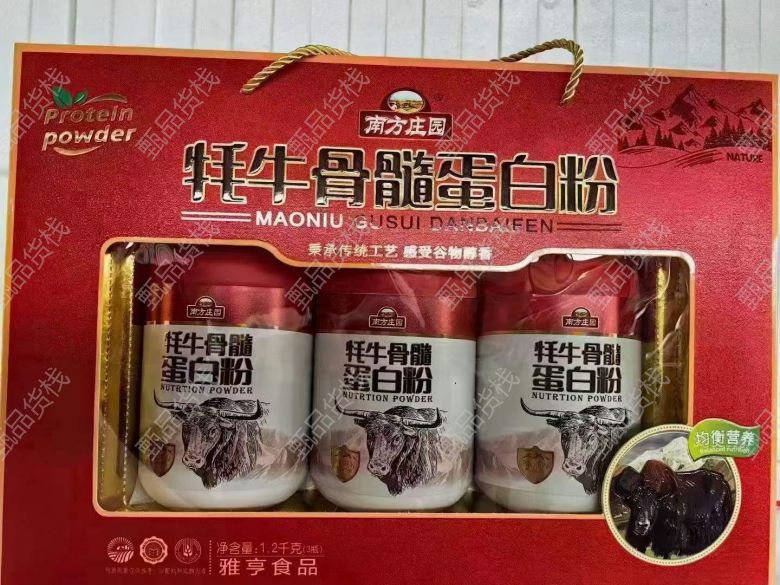 Protein
powder
南方庄园
NATURE
牦牛骨髓蛋白粉
MAONIU GUSUI DANBAIFEN
秉承传统工艺 感受谷物醇香
南方庄园
牦牛骨髓
蛋白粉
NUTRTION POWDER
南方庄园
牦牛骨髓
蛋白粉
NUTRTION POWDER
南方庄园
牦牛骨髓
蛋白粉
NUTRTION POWDER
均衡营养
Balanced Nutrition
净含量:1.2千克(3瓶)
雅亨食品
甄品货栈